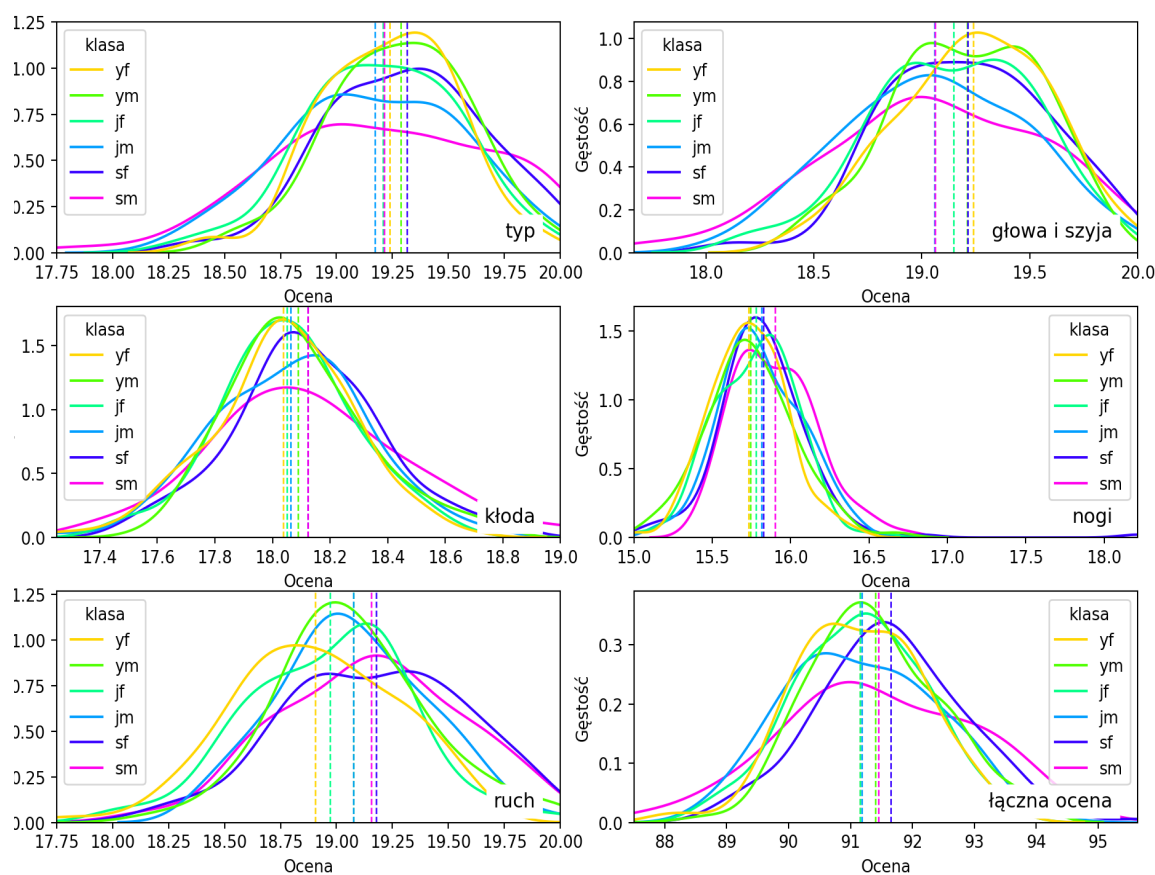 1.25
1.00
0.75
0.50
0.25
0.00
klasa
yf
ym
jf
jm
sf
sm
typ
17.75 18.00 18.25 18.50 18.75 19.00 19.25 19.50 19.75 20.00
Ocena
Gęstość
1.0
0.8
0.6
0.4
0.2
0.0
klasa
yf
ym
jf
jm
sf
sm
głowa i szyja
18.0 18.5 19.0 19.5 20.0
Ocena
1.5
1.0
0.5
0.0
klasa
yf
ym
jf
jm
sf
sm
kłoda
17.4 17.6 17.8 18.0 18.2 18.4 18.6 18.8 19.0
Ocena
Gęstość
1.5
1.0
0.5
0.0
klasa
yf
ym
jf
jm
sf
sm
nogi
15.0 15.5 16.0 16.5 17.0 17.5 18.0
Ocena
1.25
1.00
0.75
0.50
0.25
0.00
klasa
yf
ym
jf
jm
sf
sm
ruch
17.75 18.00 18.25 18.50 18.75 19.00 19.25 19.50 19.75 20.00
Ocena
Gęstość
0.3
0.2
0.1
0.0
klasa
yf
ym
jf
jm
sf
sm
łączna ocena
88 89 90 91 92 93 94 95
Ocena